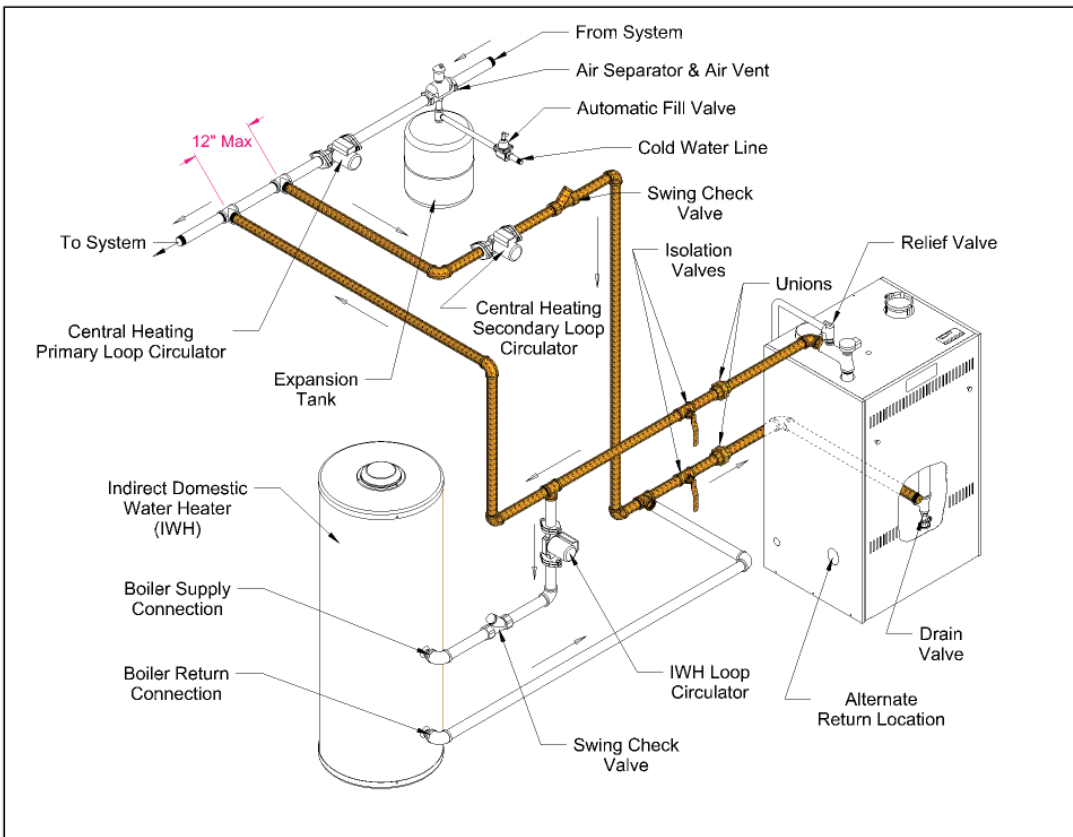 From System
Air Separator & Air Vent
Automatic Fill Valve
12" Max
Cold Water Line
Swing Check
Valve
To System
Isolation
Valves
Relief Valve
Unions
Central Heating
Primary Loop Circulator
Central Heating
Secondary Loop
Circulator
Expansion
Tank
Indirect Domestic
Water Heater
(IWH)
Boiler Supply
Connection
Boiler Return
Connection
IWH Loop
Circulator
Drain
Valve
Alternate
Return Location
Swing Check
Valve